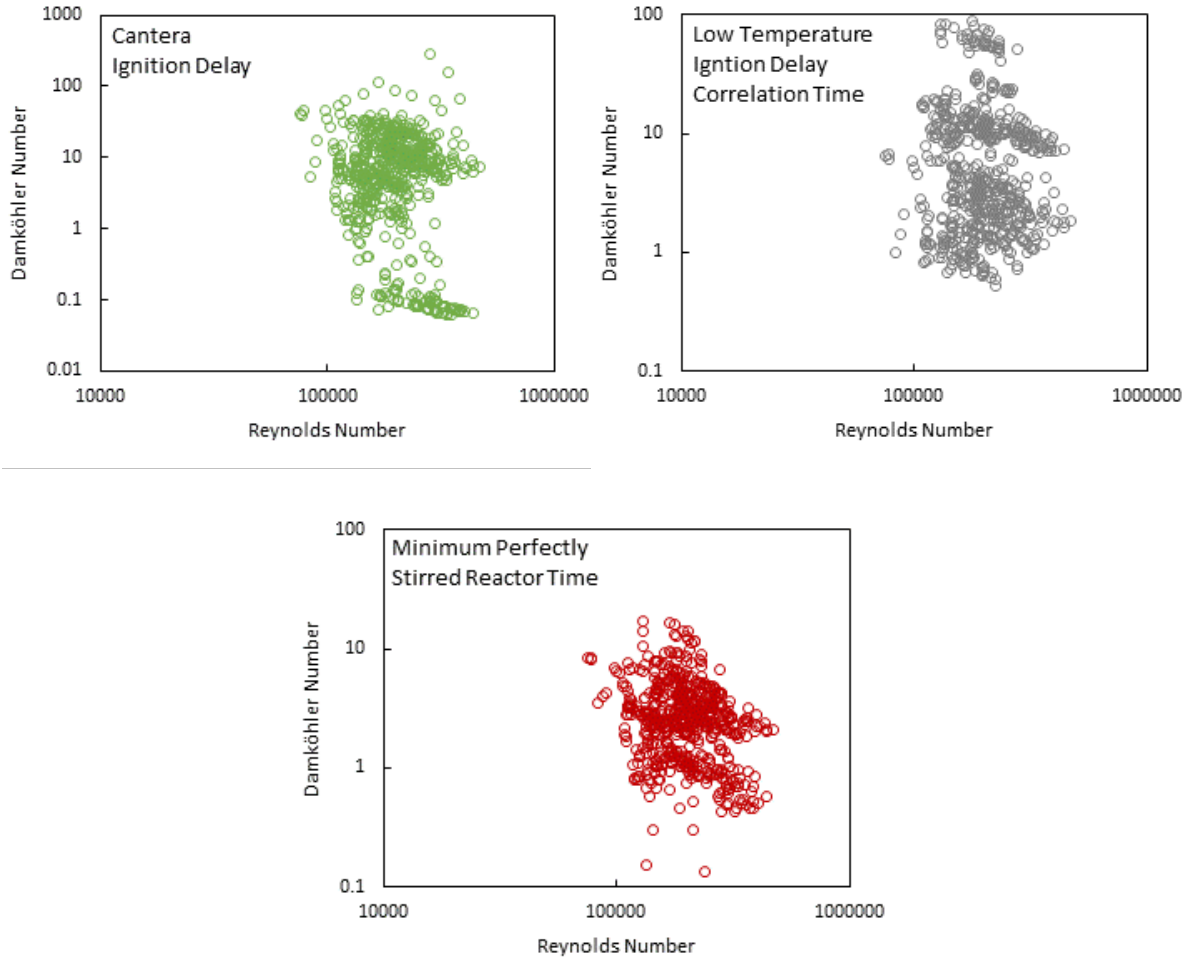 Cantera
Ignition Delay
1000
100
10
1
0.1
0.01
10000
100000
1000000
Damköhler Number
Reynolds Number
Low Temperature
Igntion Delay
Correlation Time
100
10
1
0.1
10000
100000
1000000
Damköhler Number
Reynolds Number
Minimum Perfectly
Stirred Reactor Time
100
10
1
0.1
10000
100000
1000000
Damköhler Number
Reynolds Number